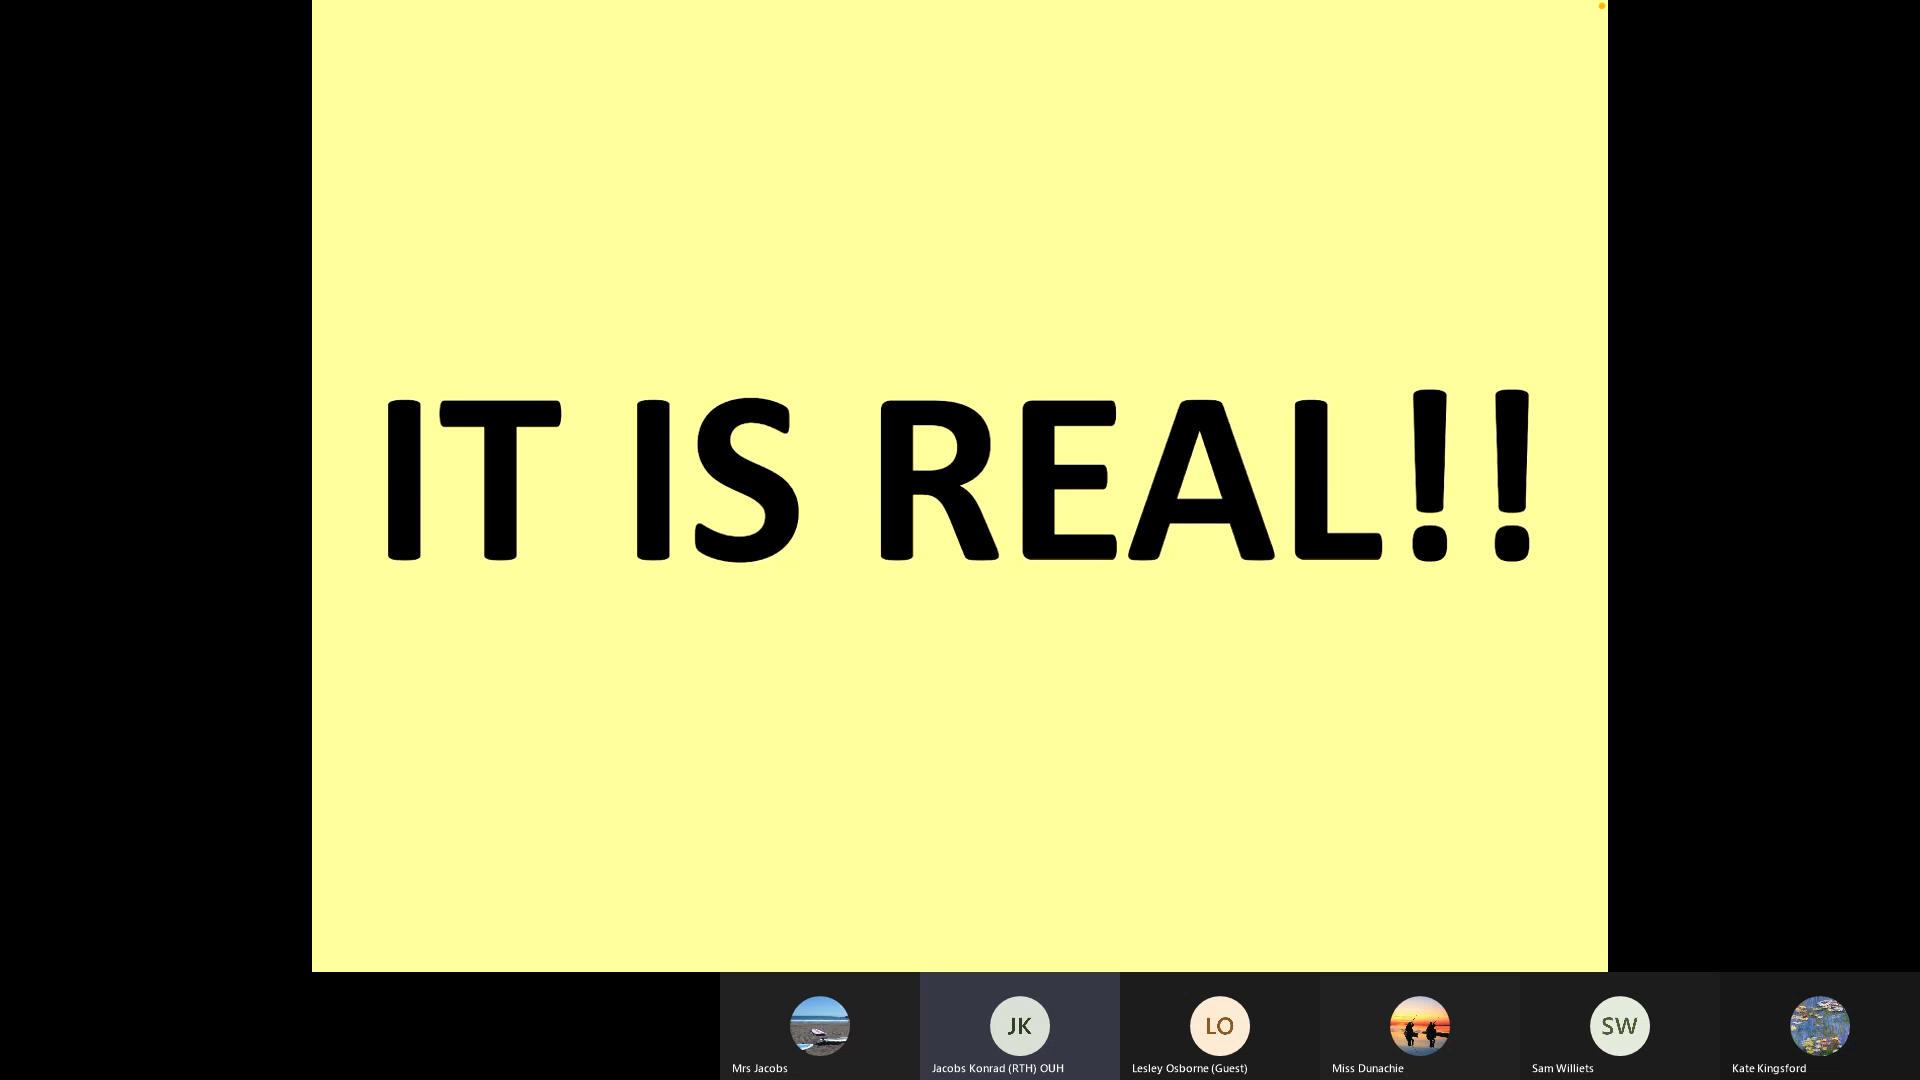 IT IS REAL!!
JK
LO
SW
Mrs Jacobs
Jacobs Konrad (RTH) OUH
Lesley Osborne (Guest)
Miss Dunachie
Sam Williets
Kate Kingsford